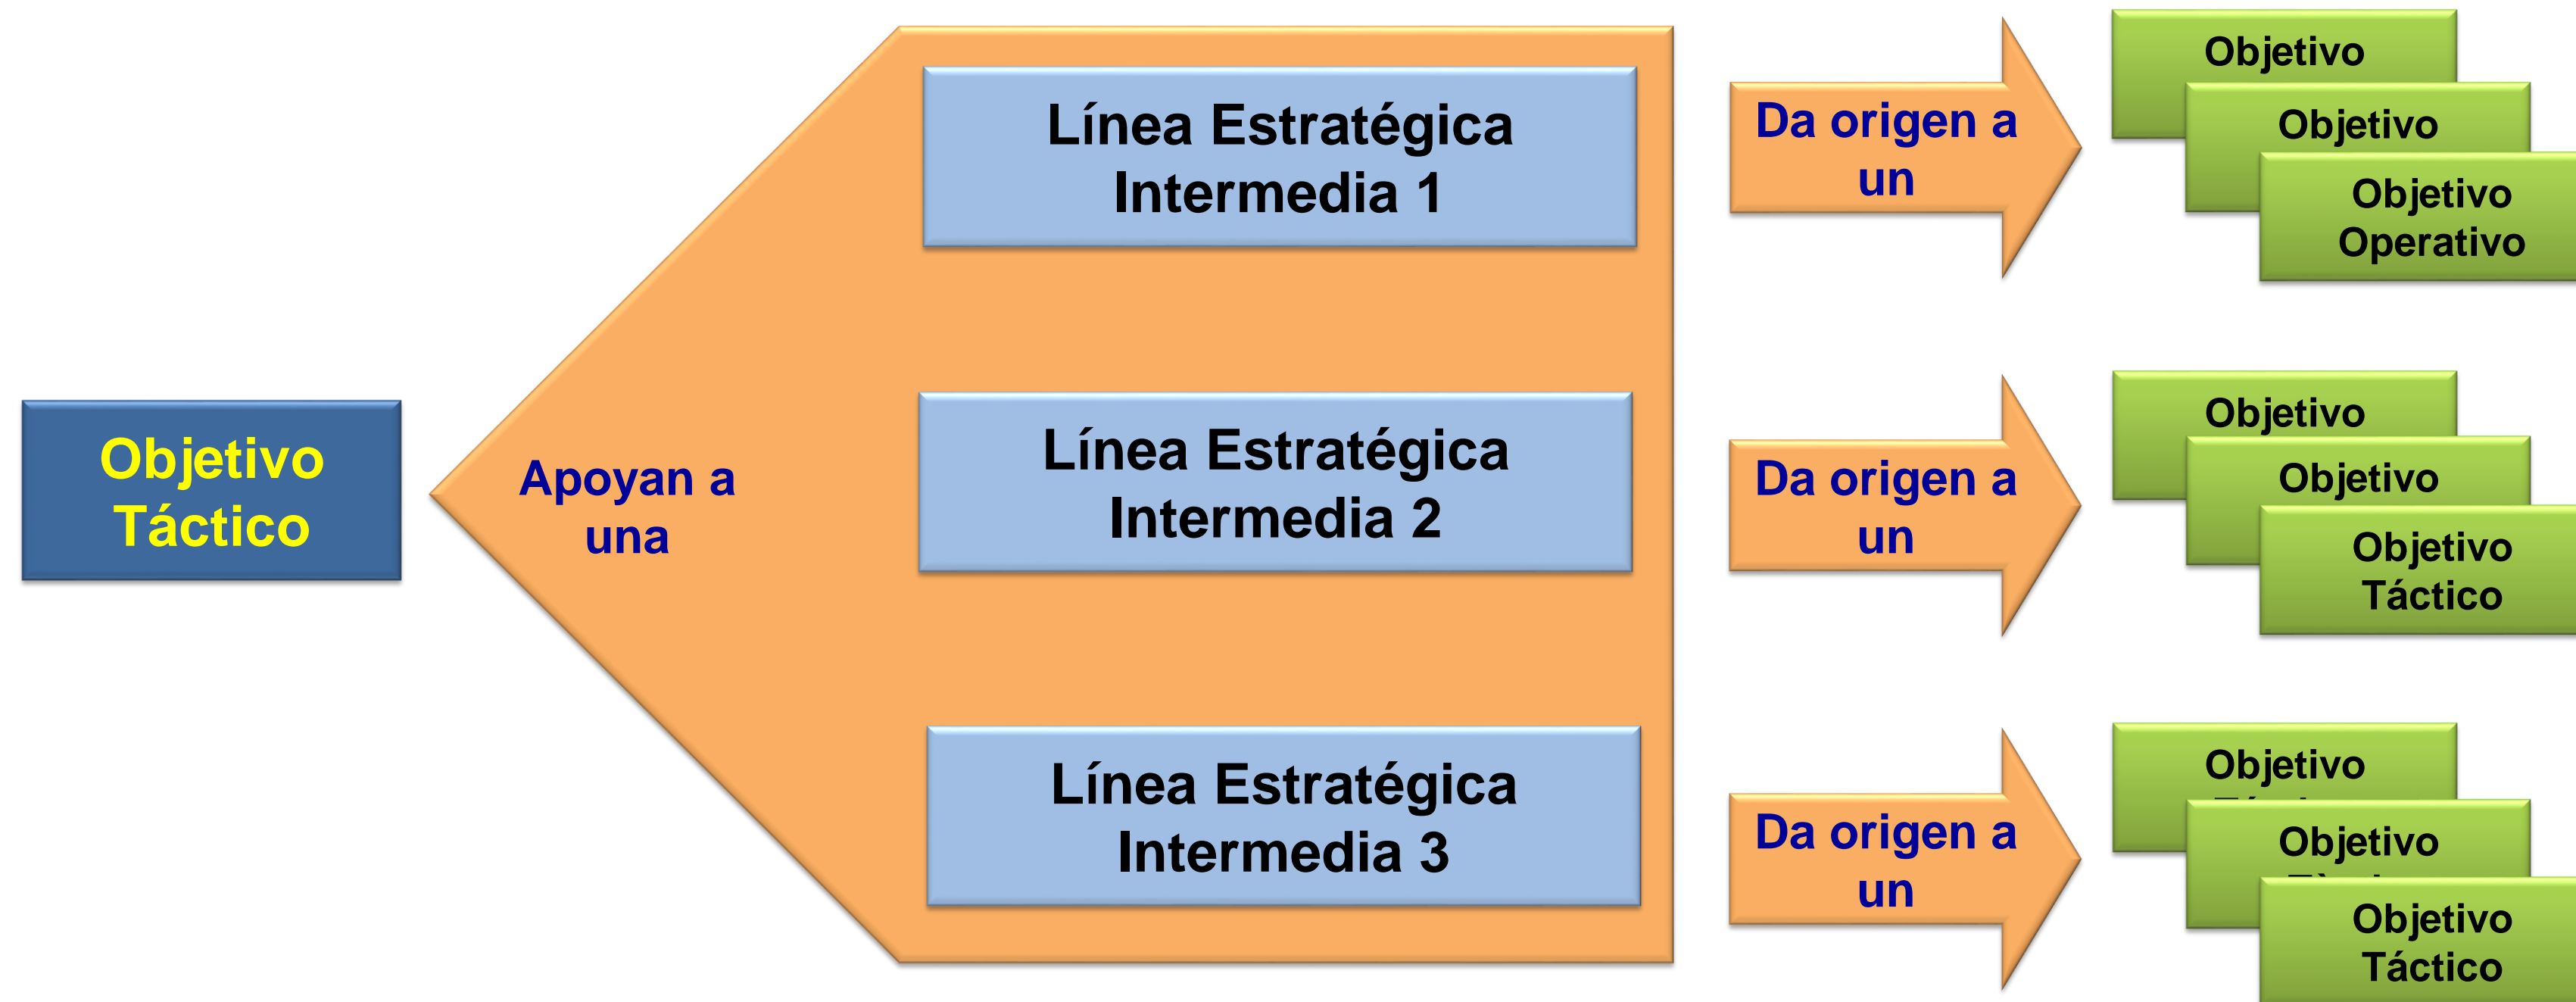 Objetivo
Táctico
Apoyan a
una
Línea Estratégica
Intermedia 1
Línea Estratégica
Intermedia 2
Línea Estratégica
Intermedia 3
Da origen a
un
Da origen a
un
Da origen a
un
Objetivo
Objetivo
Objetivo
Operativo
Objetivo
Objetivo
Objetivo
Táctico
Objetivo
Objetivo
Objetivo
Táctico